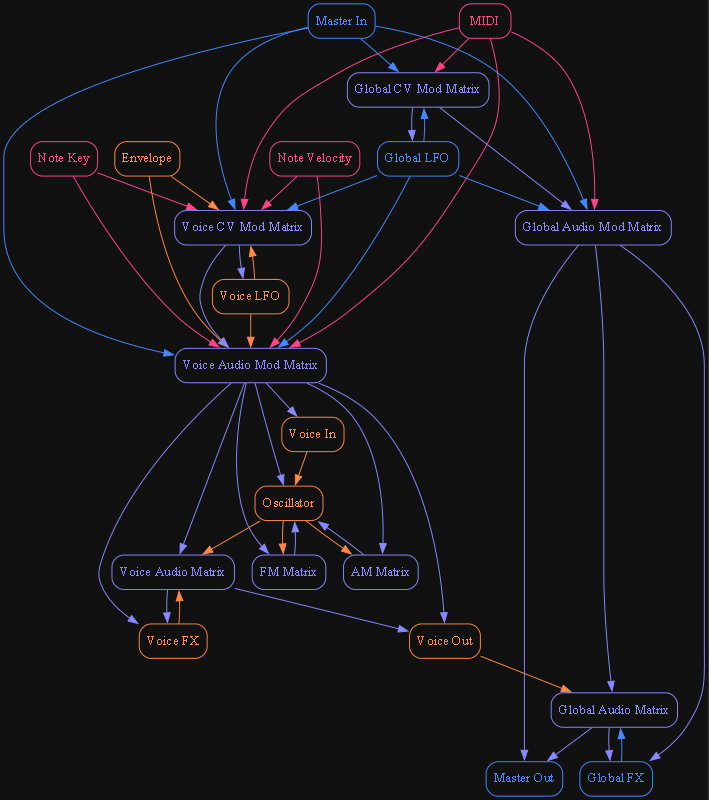 Master In
MIDI
Global CV Mod Matrix
Note Key
Envelope
Note Velocity
Global LFO
Voice CV Mod Matrix
Global Audio Mod Matrix
Voice LFO
Voice Audio Mod Matrix
Voice In
Oscillator
Voice Audio Matrix
FM Matrix
AM Matrix
Voice FX
Voice Out
Global Audio Matrix
Master Out
Global FX